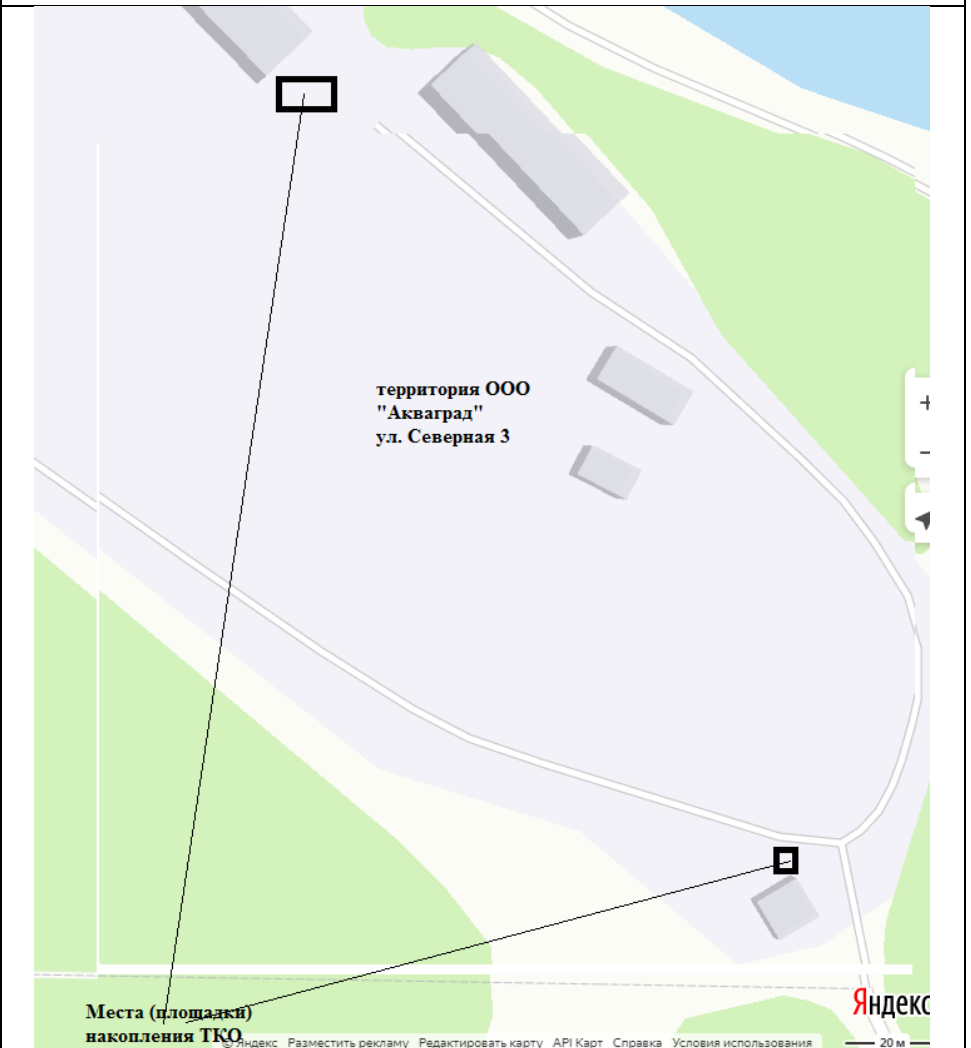 территория ООО
"Акваград"
ул. Северная 3
+
−
Места (площадки)
накопления ТКО
Яндекс
© Яндекс Разместить рекламу Редактировать карту API Карт Справка Условия использования
20 м